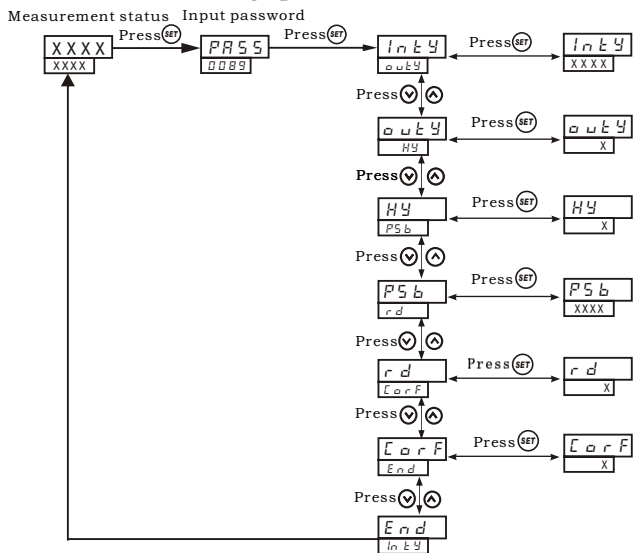 Measurement status Input password
Press SET Press SET
XXXX PASS IntY Press SET IntY
XXXX 0089 outY XXXX
Press
outY Press SET outY
HY X
Press
HY Press SET HY
PSb X
Press
PSb Press SET PSb
rd XXXX
Press
rd Press SET rd
CorF X
Press
CorF Press SET CorF
End X
Press
End
IntY